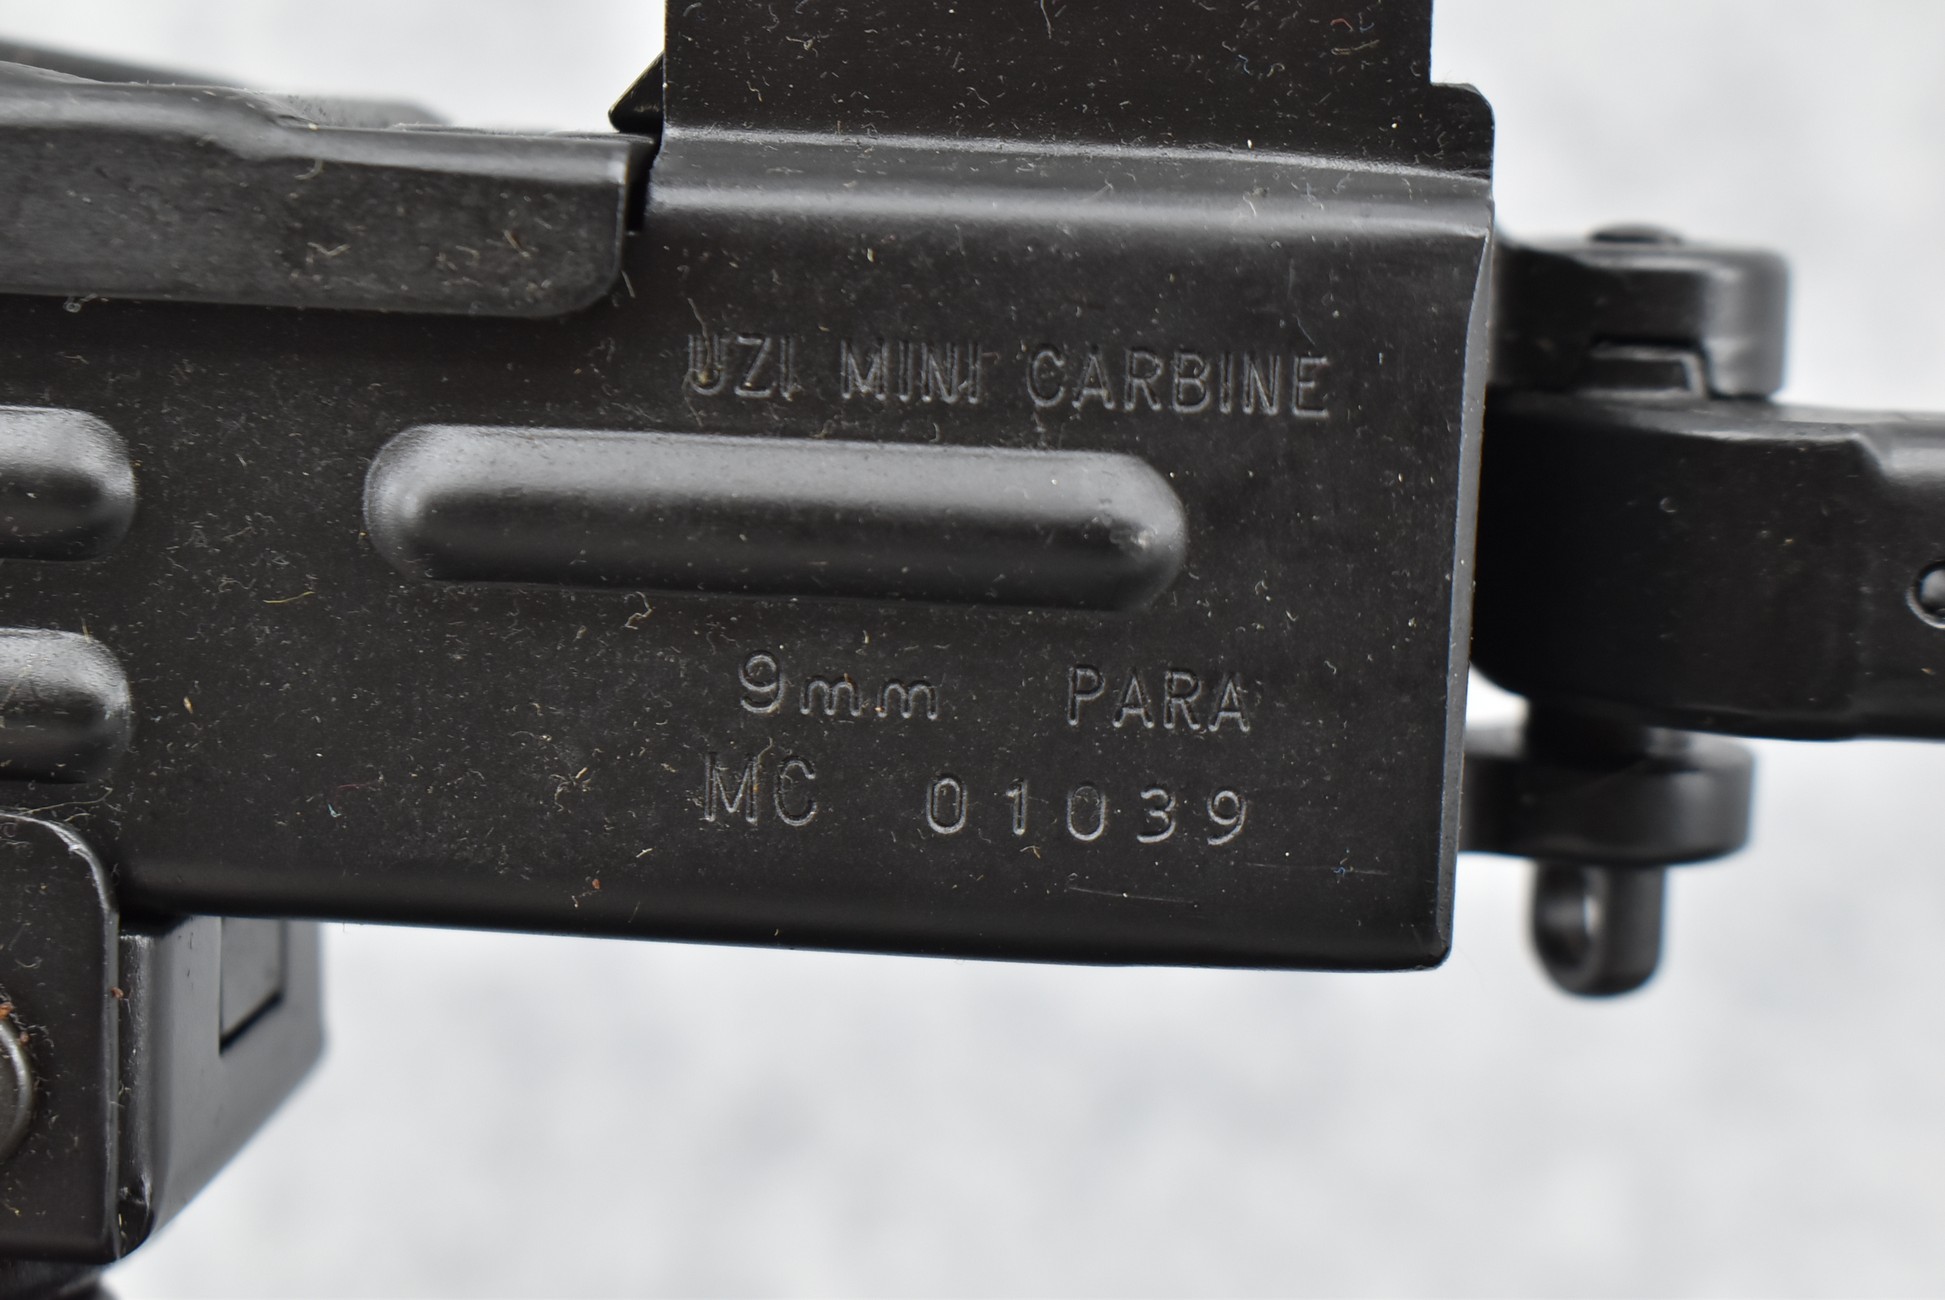 UZI MINI CARBINE
9mm PARA
MC 01039